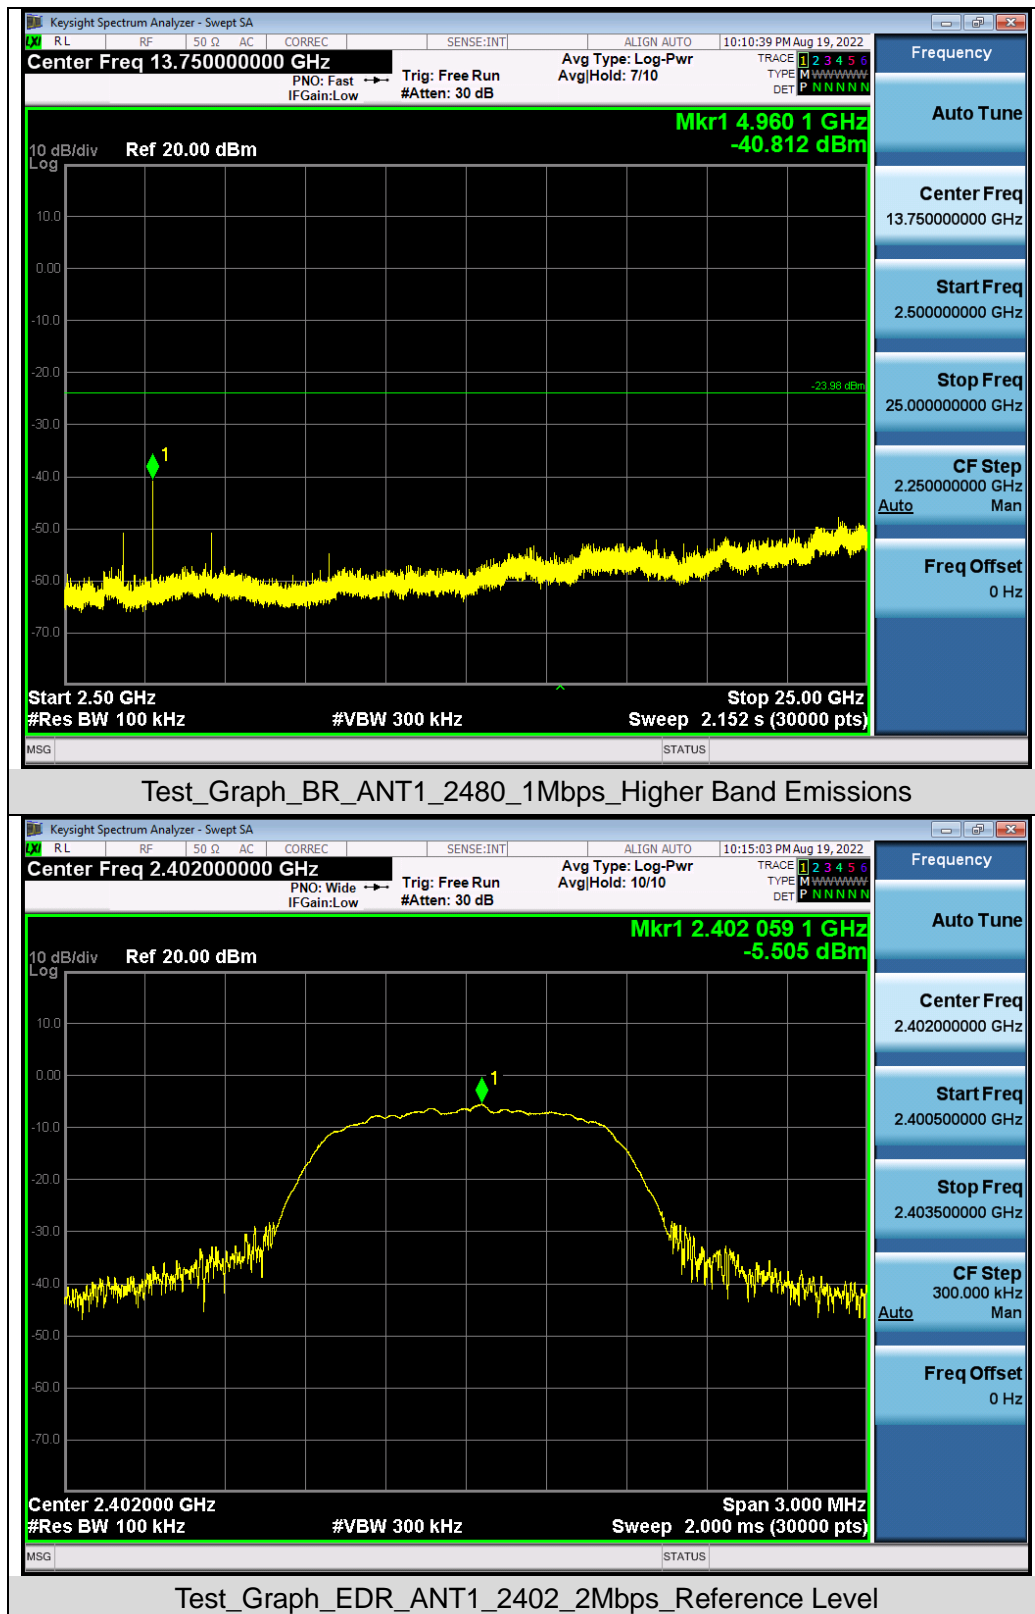 Keysight Spectrum Analyzer - Swept SA
LXI RL RF 50 Ω AC CORREC SENSE:INT ALIGN AUTO 10:10:39 PM Aug 19, 2022
Center Freq 13.750000000 GHz
PNO: Fast
IFGain:Low
Trig: Free Run
#Atten: 30 dB
Avg Type: Log-Pwr
Avg|Hold: 7/10
TRACE 1 2 3 4 5 6
TYPE M WWWWW
DET P N N N N N
Mkr1 4.960 1 GHz
-40.812 dBm
10 dB/div Ref 20.00 dBm
Log
10.0
0.00
-10.0
-20.0
-23.98 dBm
-30.0
1
-40.0
-50.0
-60.0
-70.0
Start 2.50 GHz Stop 25.00 GHz
#Res BW 100 kHz #VBW 300 kHz Sweep 2.152 s (30000 pts)
MSG STATUS
Frequency
Auto Tune
Center Freq
13.750000000 GHz
Start Freq
2.500000000 GHz
Stop Freq
25.000000000 GHz
CF Step
2.250000000 GHz
Auto Man
Freq Offset
0 Hz
Test_Graph_BR_ANT1_2480_1Mbps_Higher Band Emissions
Keysight Spectrum Analyzer - Swept SA
LXI RL RF 50 Ω AC CORREC SENSE:INT ALIGN AUTO 10:15:03 PM Aug 19, 2022
Center Freq 2.402000000 GHz
PNO: Wide
IFGain:Low
Trig: Free Run
#Atten: 30 dB
Avg Type: Log-Pwr
Avg|Hold: 10/10
TRACE 1 2 3 4 5 6
TYPE M WWWWW
DET P N N N N N
Mkr1 2.402 059 1 GHz
-5.505 dBm
10 dB/div Ref 20.00 dBm
Log
10.0
0.00
1
-10.0
-20.0
-30.0
-40.0
-50.0
-60.0
-70.0
Center 2.402000 GHz Span 3.000 MHz
#Res BW 100 kHz #VBW 300 kHz Sweep 2.000 ms (30000 pts)
MSG STATUS
Frequency
Auto Tune
Center Freq
2.402000000 GHz
Start Freq
2.400500000 GHz
Stop Freq
2.403500000 GHz
CF Step
300.000 kHz
Auto Man
Freq Offset
0 Hz
Test_Graph_EDR_ANT1_2402_2Mbps_Reference Level